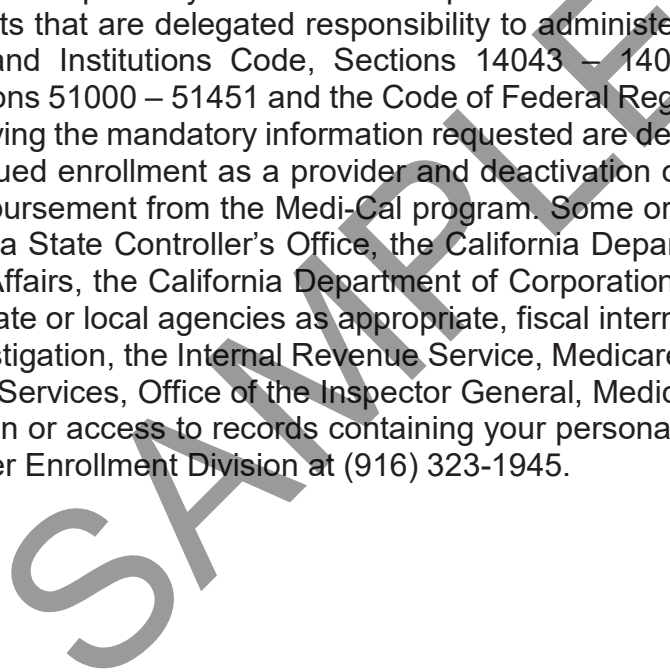 ts that are delegated responsibility to administe
and Institutions Code, Sections 14043 – 140
ons 51000 – 51451 and the Code of Federal Reg
ying the mandatory information requested are de
ued enrollment as a provider and deactivation o
bursement from the Medi-Cal program. Some or
a State Controller’s Office, the California Depar
Affairs, the California Department of Corporation
ate or local agencies as appropriate, fiscal intern
stigation, the Internal Revenue Service, Medicare
Services, Office of the Inspector General, Medic
n or access to records containing your persona
er Enrollment Division at (916) 323-1945.
SAMPLE